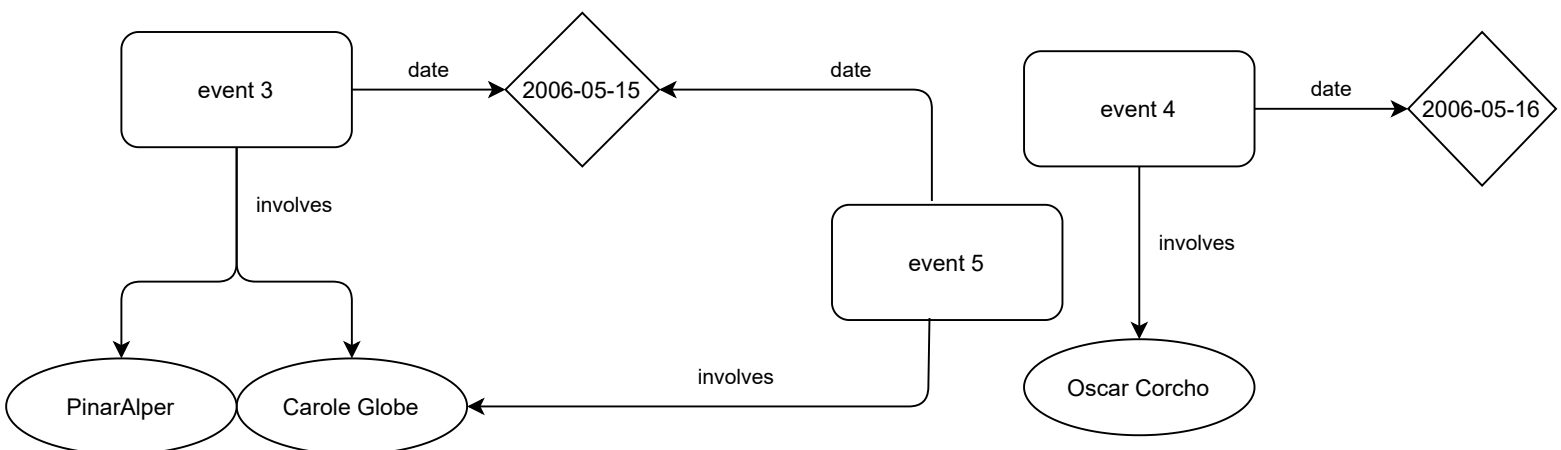 event 3
date
2006-05-15
date
event 4
date
2006-05-16
involves
event 5
involves
involves
PinarAlper
Carole Globe
Oscar Corcho